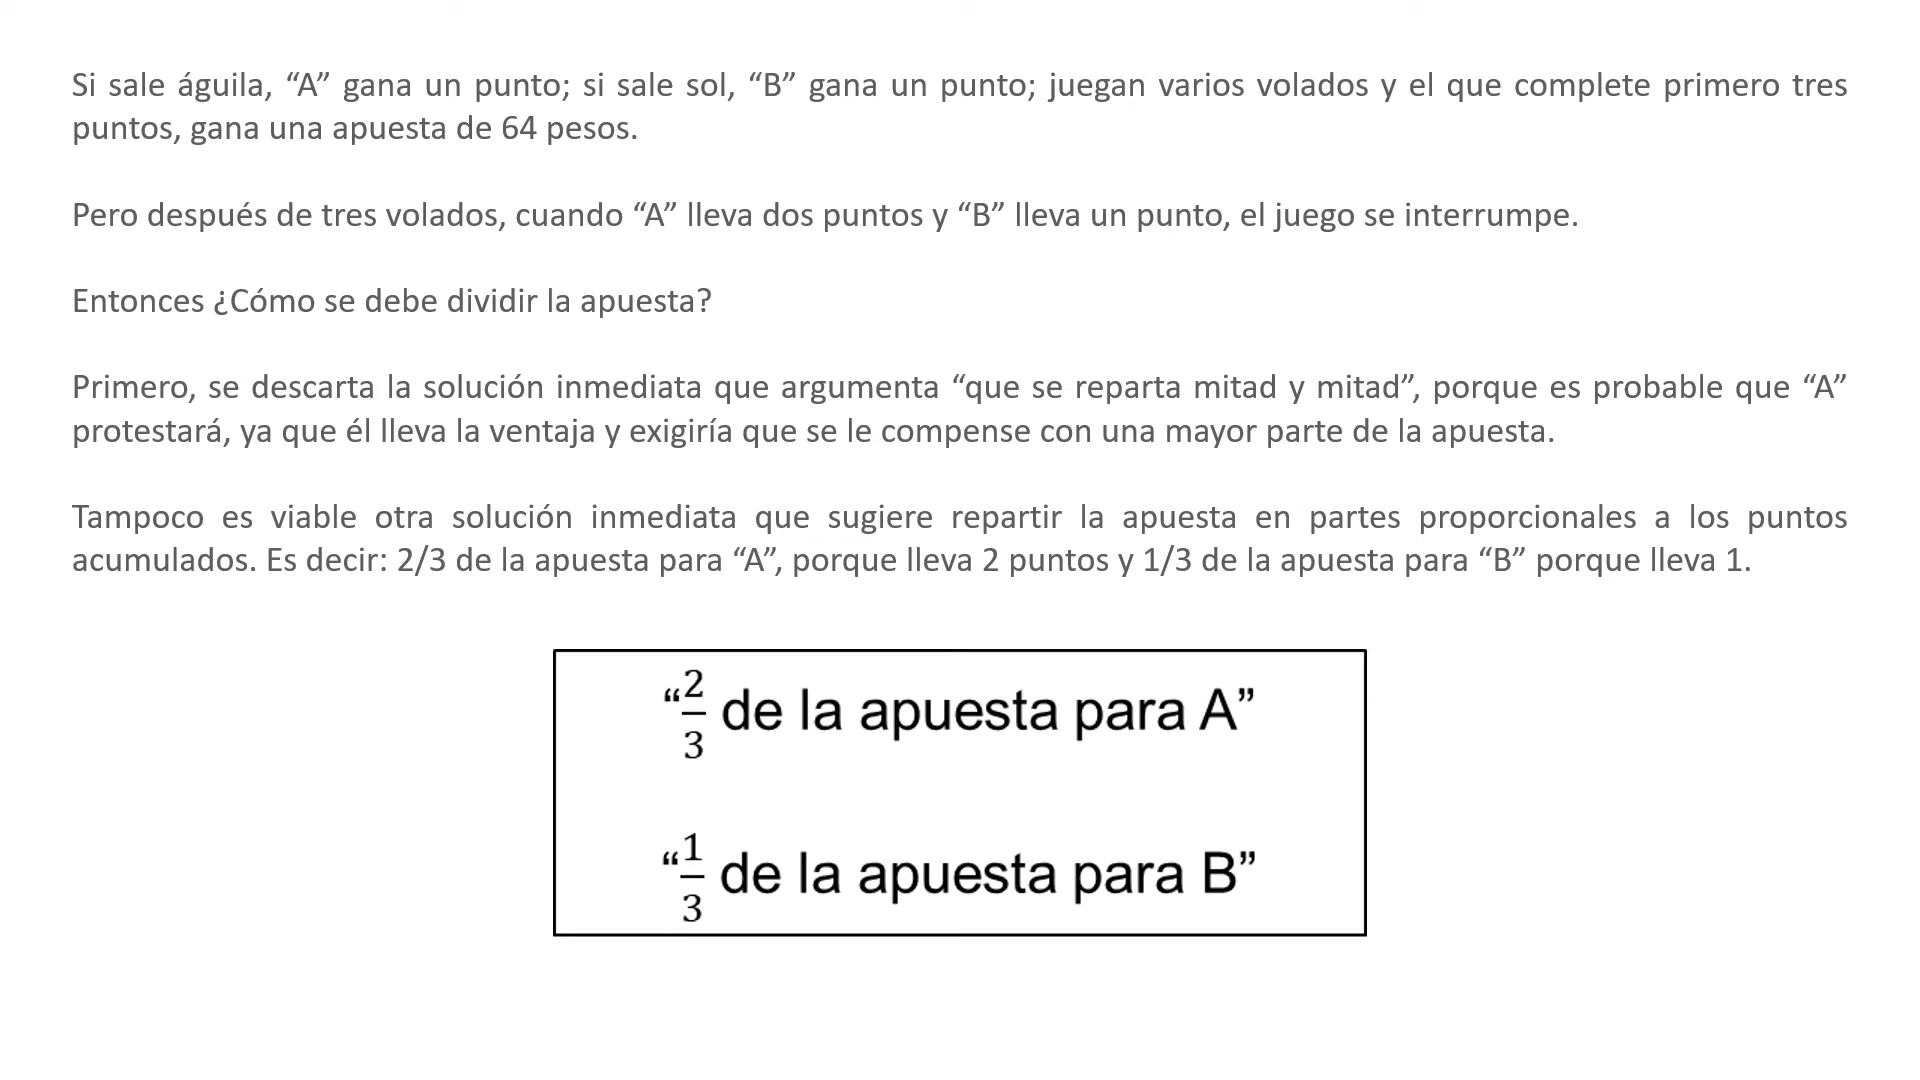 Si sale águila, “A” gana un punto; si sale sol, “B” gana un punto; juegan varios volados y el que complete primero tres
puntos, gana una apuesta de 64 pesos.
Pero después de tres volados, cuando “A” lleva dos puntos y “B” lleva un punto, el juego se interrumpe.
Entonces ¿Cómo se debe dividir la apuesta?
Primero, se descarta la solución inmediata que argumenta “que se reparta mitad y mitad”, porque es probable que “A”
protestará, ya que él lleva la ventaja y exigiría que se le compense con una mayor parte de la apuesta.
Tampoco es viable otra solución inmediata que sugiere repartir la apuesta en partes proporcionales a los puntos
acumulados. Es decir: 2/3 de la apuesta para “A”, porque lleva 2 puntos y 1/3 de la apuesta para “B” porque lleva 1.
“2/3 de la apuesta para A”
“1/3 de la apuesta para B”